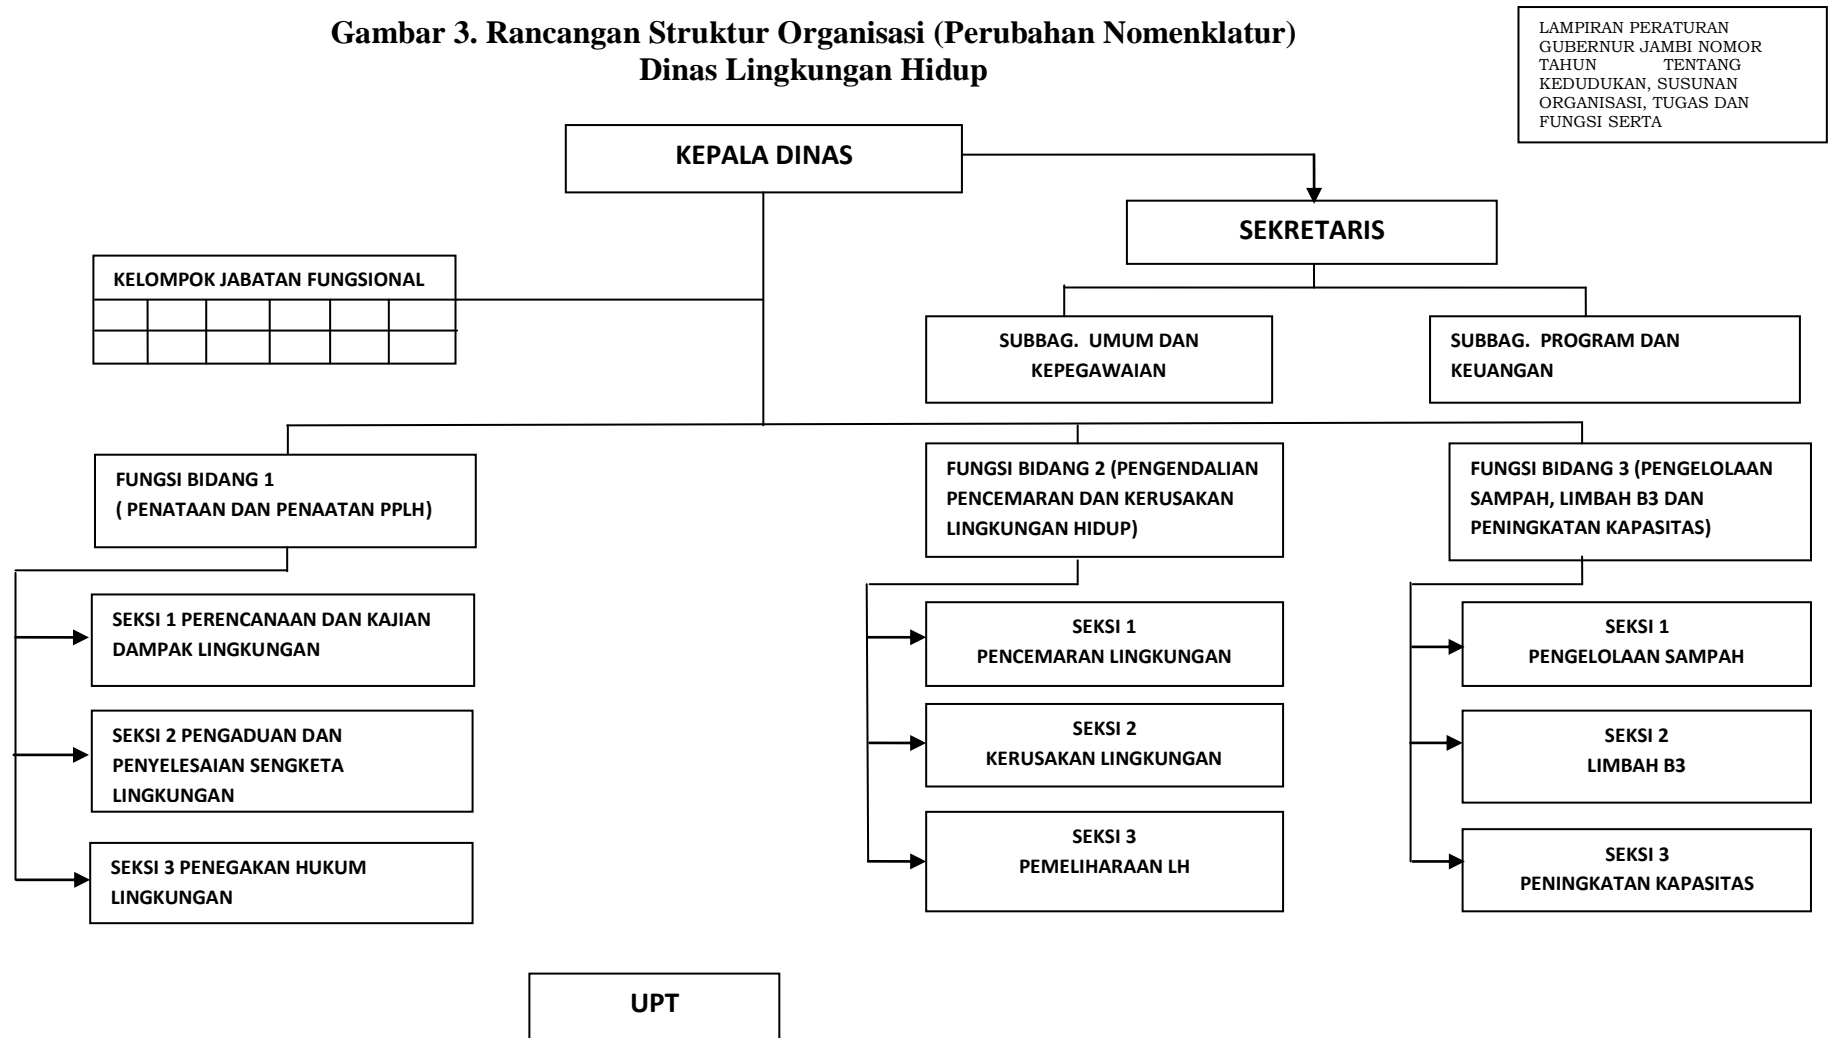 Gambar 3. Rancangan Struktur Organisasi (Perubahan Nomenklatur)
Dinas Lingkungan Hidup
LAMPIRAN PERATURAN
GUBERNUR JAMBI NOMOR
TAHUN TENTANG
KEDUDUKAN, SUSUNAN
ORGANISASI, TUGAS DAN
FUNGSI SERTA
KEPALA DINAS
SEKRETARIS
KELOMPOK JABATAN FUNGSIONAL
SUBBAG. UMUM DAN
KEPEGAWAIAN
SUBBAG. PROGRAM DAN
KEUANGAN
FUNGSI BIDANG 1
( PENATAAN DAN PENAATAN PPLH)
FUNGSI BIDANG 2 (PENGENDALIAN
PENCEMARAN DAN KERUSAKAN
LINGKUNGAN HIDUP)
FUNGSI BIDANG 3 (PENGELOLAAN
SAMPAH, LIMBAH B3 DAN
PENINGKATAN KAPASITAS)
SEKSI 1 PERENCANAAN DAN KAJIAN
DAMPAK LINGKUNGAN
SEKSI 2 PENGADUAN DAN
PENYELESAIAN SENGKETA
LINGKUNGAN
SEKSI 3 PENEGAKAN HUKUM
LINGKUNGAN
SEKSI 1
PENCEMARAN LINGKUNGAN
SEKSI 2
KERUSAKAN LINGKUNGAN
SEKSI 3
PEMELIHARAAN LH
SEKSI 1
PENGELOLAAN SAMPAH
SEKSI 2
LIMBAH B3
SEKSI 3
PENINGKATAN KAPASITAS
UPT